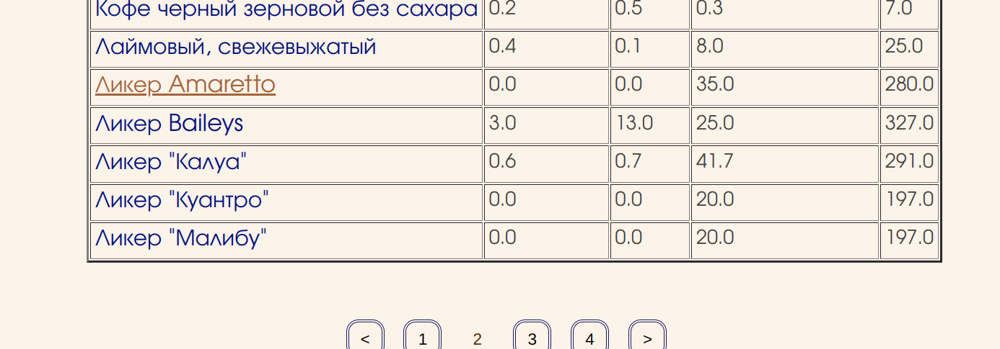 Кофе черный зерновой без сахара 0.2 0.5 0.3 7.0
Лаймовый, свежевыжатый 0.4 0.1 8.0 25.0
Ликер Amaretto 0.0 0.0 35.0 280.0
Ликер Baileys 3.0 13.0 25.0 327.0
Ликер "Калуа" 0.6 0.7 41.7 291.0
Ликер "Куантро" 0.0 0.0 20.0 197.0
Ликер "Малибу" 0.0 0.0 20.0 197.0
< 1 2 3 4 >